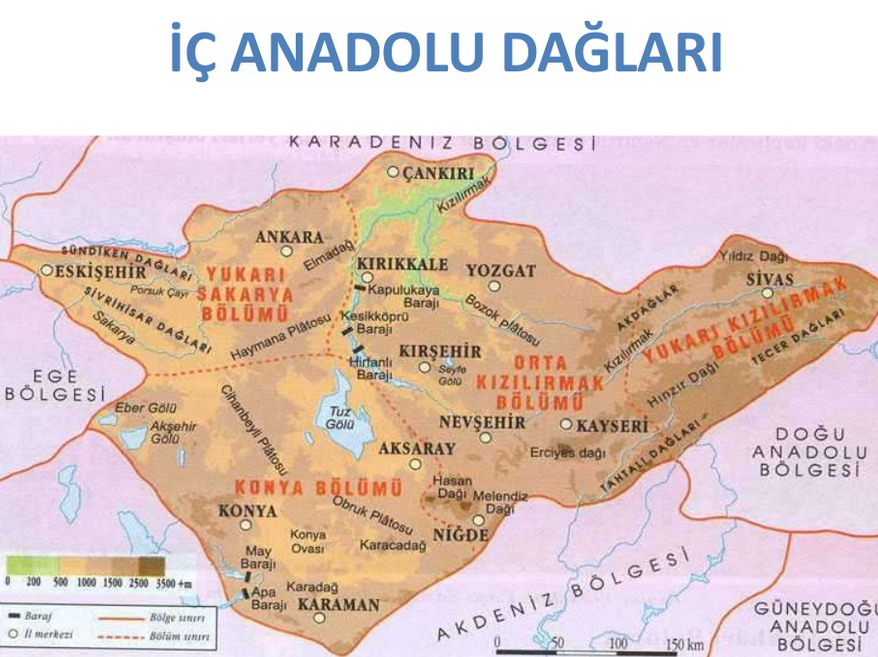 İÇ ANADOLU DAĞLARI
KARADENİZ BÖLGESİ
ÇANKIRI
Kızılırmak
ANKARA
Elmadağ
SÜNDİKEN DAĞLARI
ESKİŞEHİR
Porsuk Çayı
YUKARI
SAKARYA
BÖLÜMÜ
SİVRİHİSAR DAĞLARI
Sakarya
Haymana Plâtosu
KIRIKKALE
Kapulukaya
Barajı
Kesikköprü
Barajı
Hirfanlı
Barajı
YOZGAT
Bozok Plâtosu
Yıldız Dağı
SİVAS
AKDAĞLAR
Kızılırmak
YUKARI KIZILIRMAK
BÖLÜMÜ
TECER DAĞLARI
KIRŞEHİR
Seyfe
Gölü
ORTA
KIZILIRMAK
BÖLÜMÜ
Hınzır Dağı
EGE
BÖLGESİ
Eber Gölü
Akşehir
Gölü
Cihanbeyli Plâtosu
Tuz
Gölü
NEVŞEHİR
KAYSERİ
Erciyes dağı
TAHTALI DAĞLARI
DOĞU
ANADOLU
BÖLGESİ
AKSARAY
KONYA BÖLÜMÜ
Hasan
Dağı
Melendiz
Dağı
Obruk Plâtosu
KONYA
NİĞDE
Konya
Ovası
Karacadağ
May
Barajı
Apa
Barajı
Karadağ
KARAMAN
AKDENİZ BÖLGESİ
GÜNEYDOĞU
ANADOLU
BÖLGESİ
0 200 500 1000 1500 2500 3500 +m
Baraj
Bölge sınırı
İl merkezi
Bölüm sınırı
0 50 100 150 km